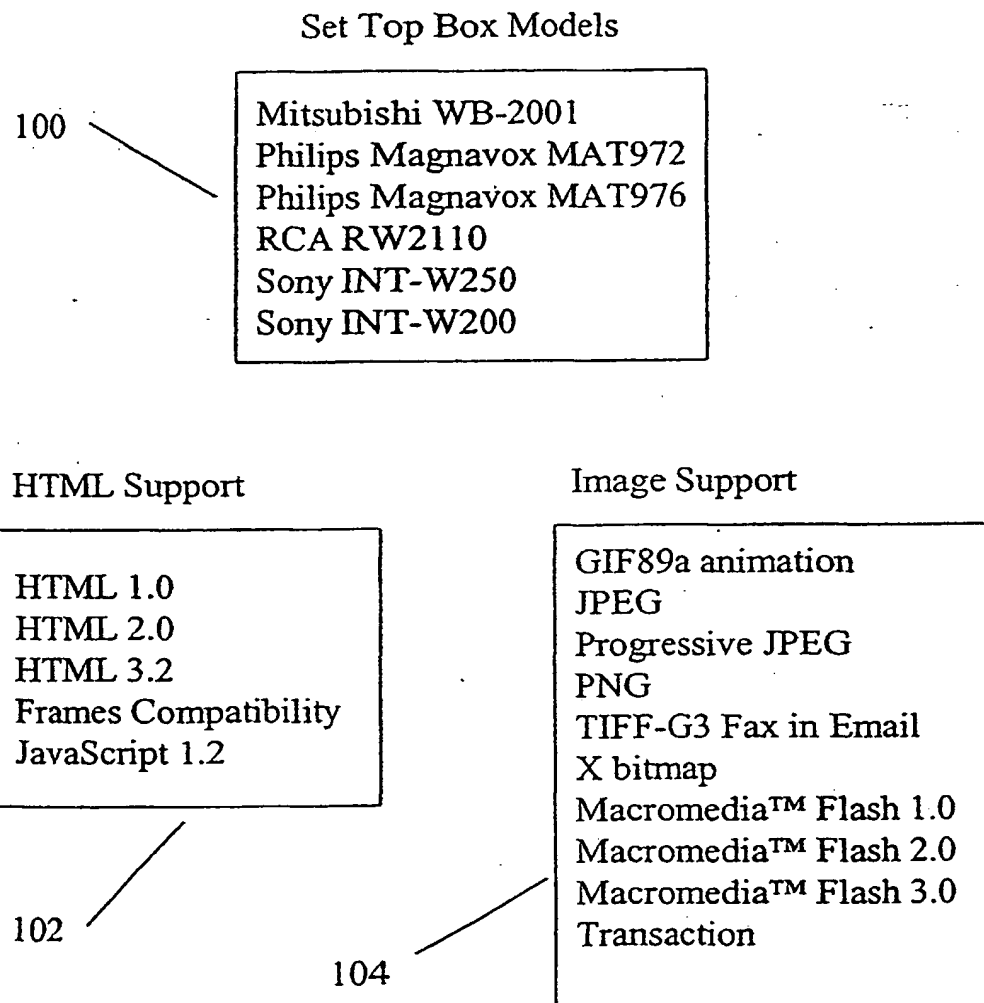 Set Top Box Models
100
Mitsubishi WB-2001
Philips Magnavox MAT972
Philips Magnavox MAT976
RCA RW2110
Sony INT-W250
Sony INT-W200
HTML Support
HTML 1.0
HTML 2.0
HTML 3.2
Frames Compatibility
JavaScript 1.2
102
Image Support
GIF89a animation
JPEG
Progressive JPEG
PNG
TIFF-G3 Fax in Email
X bitmap
Macromedia™ Flash 1.0
Macromedia™ Flash 2.0
Macromedia™ Flash 3.0
Transaction
104